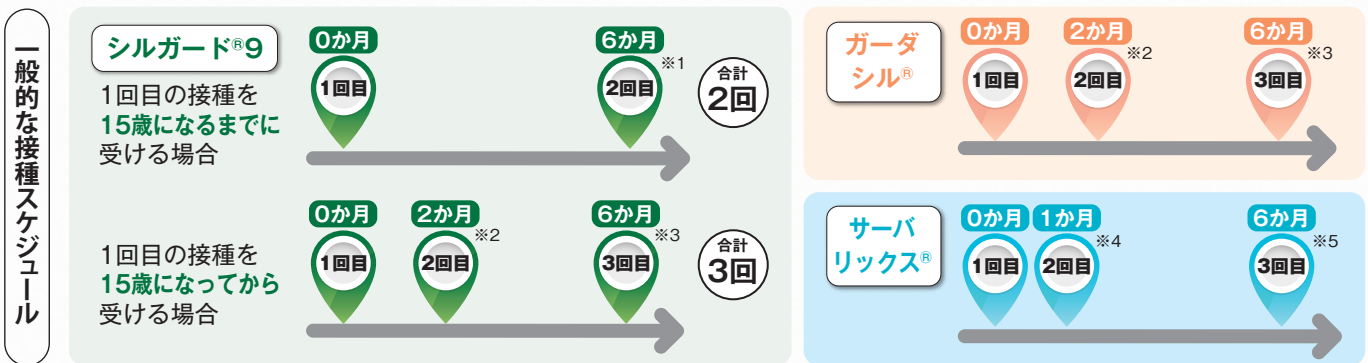 一般的な接種スケジュール
シルガード®9
1回目の接種を
15歳になるまでに
受ける場合
0か月
1回目
6か月
※1
2回目
合計
2回
1回目の接種を
15歳になってから
受ける場合
0か月
1回目
2か月
※2
2回目
6か月
※3
3回目
合計
3回
ガーダ
シル®
0か月
1回目
2か月
※2
2回目
6か月
※3
3回目
サーバ
リックス®
0か月
1回目
1か月
※4
2回目
6か月
※5
3回目